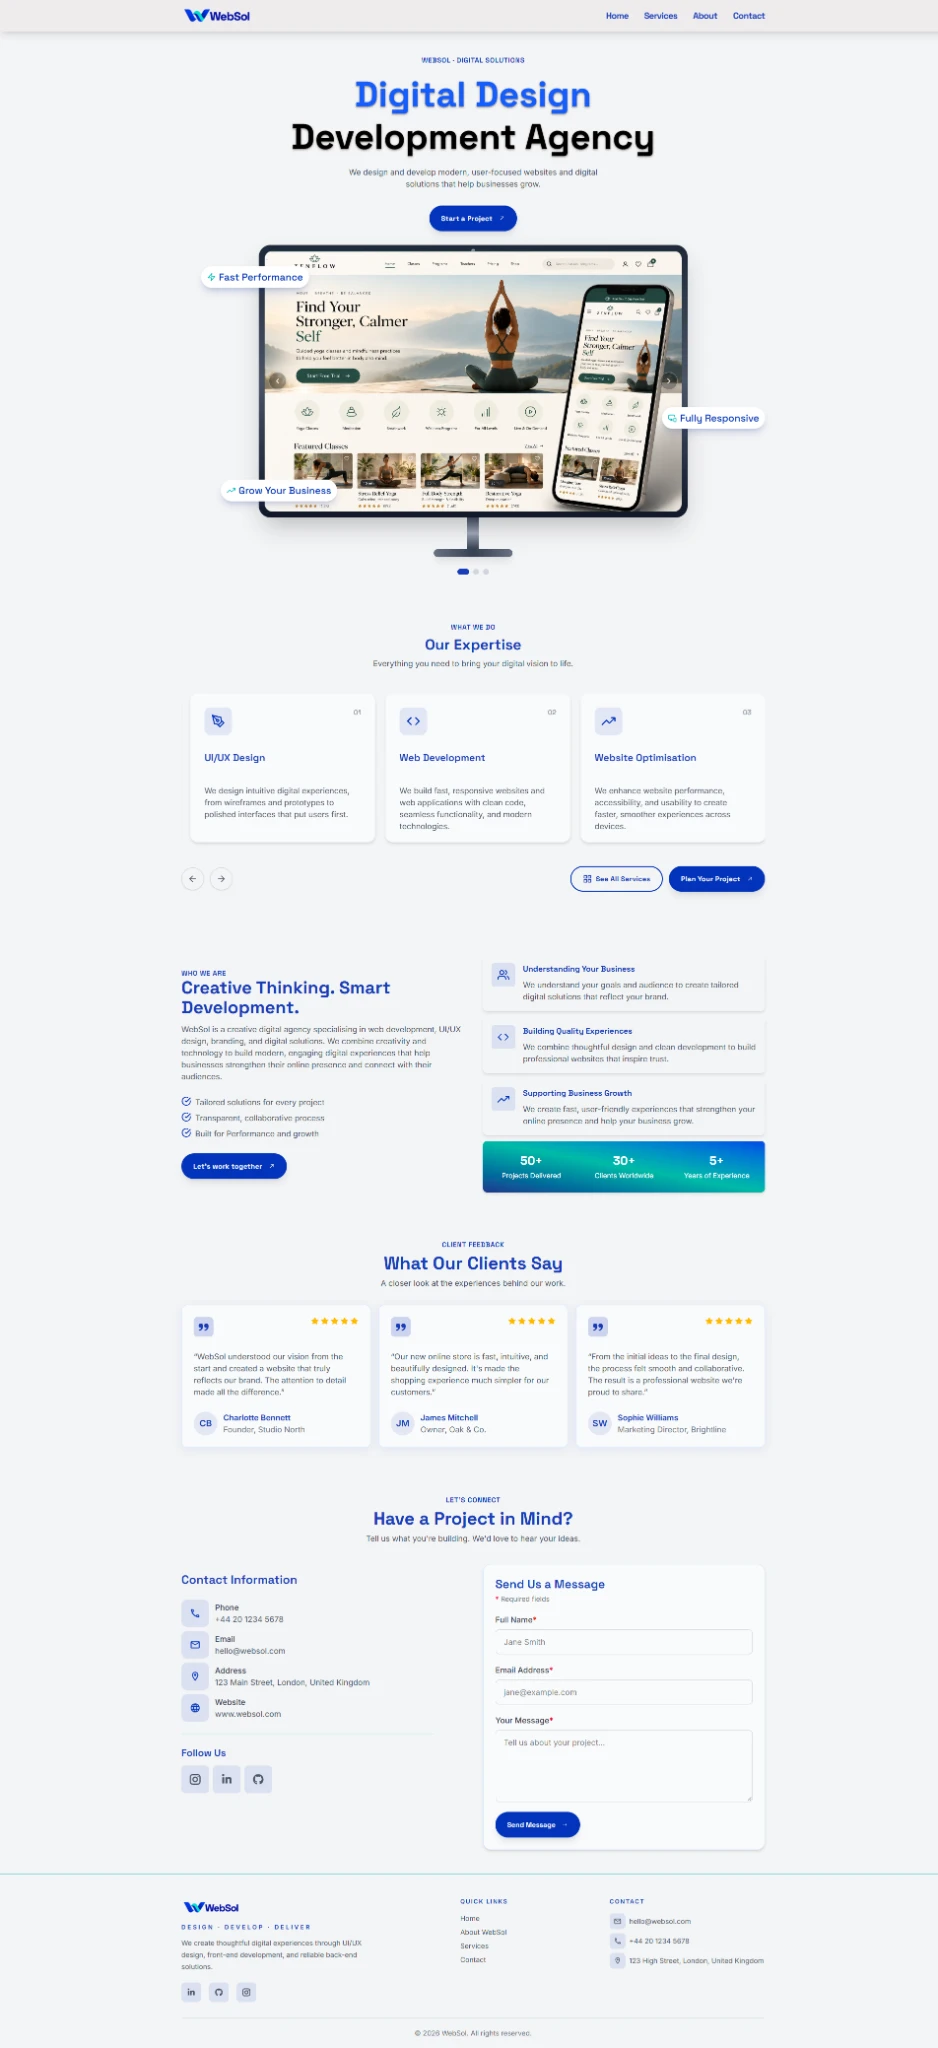 WebSol
Home Services About Contact
WEBSOL - DIGITAL SOLUTIONS
Digital Design
Development Agency
We design and develop modern, user-focused websites and digital
solutions that help businesses grow.
Start a Project
Fast Performance
Find Your
Stronger, Calmer
Self
Guided yoga classes and mindfulness practices
Start Free Trial
Find Your
Stronger, Calmer
Self
Fully Responsive
Featured Classes
Stress Relief Yoga
Full Body Strength
Restorative Yoga
Grow Your Business
WHAT WE DO
Our Expertise
Everything you need to bring your digital vision to life.
01
UI/UX Design
We design intuitive digital experiences,
from wireframes and prototypes to
polished interfaces that put users first.
02
Web Development
We build fast, responsive websites and
web applications with clean code,
seamless functionality, and modern
technologies.
03
Website Optimisation
We enhance website performance,
accessibility, and usability to create
faster, smoother experiences across
devices.
See All Services
Plan Your Project
WHO WE ARE
Creative Thinking. Smart
Development.
WebSol is a creative digital agency specialising in web development, UI/UX
design, branding, and digital solutions. We combine creativity and
technology to build modern, engaging digital experiences that help
businesses strengthen their online presence and connect with their
audiences.
Tailored solutions for every project
Transparent, collaborative process
Built for Performance and growth
Let's work together
Understanding Your Business
We understand your goals and audience to create tailored
digital solutions that reflect your brand.
Building Quality Experiences
We combine thoughtful design and clean development to build
professional websites that inspire trust.
Supporting Business Growth
We create fast, user-friendly experiences that strengthen your
online presence and help your business grow.
50+ 30+ 5+
Projects Delivered Clients Worldwide Years of Experience
CLIENT FEEDBACK
What Our Clients Say
A closer look at the experiences behind our work.
"WebSol understood our vision from the
start and created a website that truly
reflects our brand. The attention to detail
made all the difference."
CB
Charlotte Bennett
Founder, Studio North
"Our new online store is fast, intuitive, and
beautifully designed. It's made the
shopping experience much simpler for our
customers."
JM
James Mitchell
Owner, Oak & Co.
"From the initial ideas to the final design,
the process felt smooth and collaborative.
The result is a professional website we're
proud to share."
SW
Sophie Williams
Marketing Director, Brightline
LET'S CONNECT
Have a Project in Mind?
Tell us what you're building. We'd love to hear your ideas.
Contact Information
Phone
+44 20 1234 5678
Email
hello@websol.com
Address
123 Main Street, London, United Kingdom
Website
www.websol.com
Follow Us
Send Us a Message
* Required fields
Full Name*
Jane Smith
Email Address*
jane@example.com
Your Message*
Tell us about your project...
Send Message
WebSol
DESIGN · DEVELOP · DELIVER
We create thoughtful digital experiences through UI/UX
design, front-end development, and reliable back-end
solutions.
QUICK LINKS
Home
About WebSol
Services
Contact
CONTACT
hello@websol.com
+44 20 1234 5678
123 High Street, London, United Kingdom
© 2026 WebSol. All rights reserved.